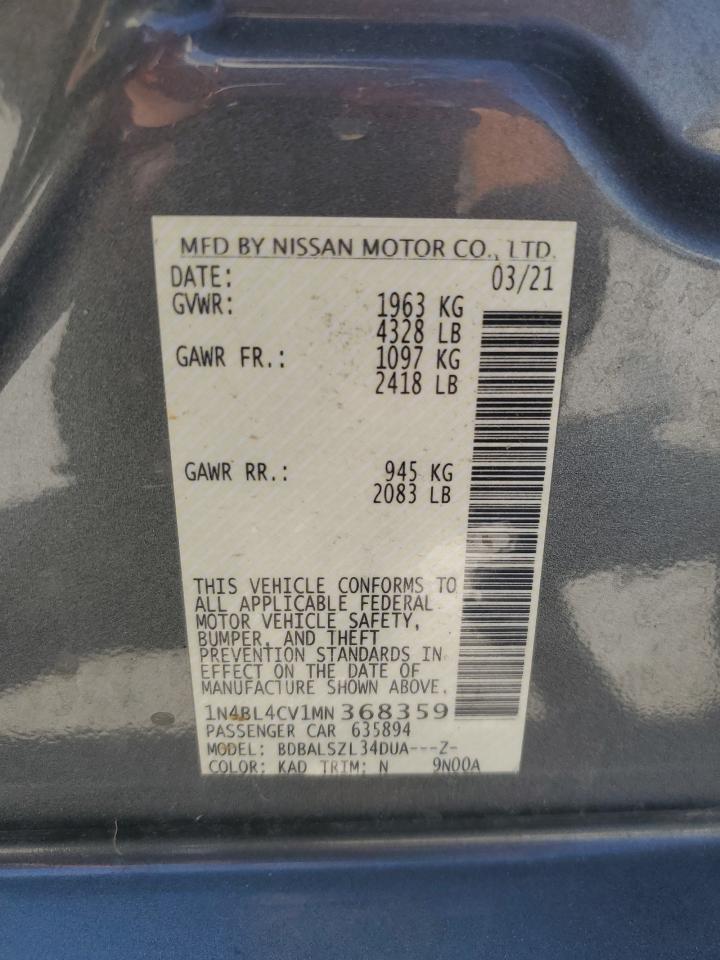 MFD BY NISSAN MOTOR CO., LTD.
DATE: 03/21
GVWR: 1963 KG
4328 LB
GAWR FR.: 1097 KG
2418 LB
GAWR RR.: 945 KG
2083 LB
THIS VEHICLE CONFORMS TO
ALL APPLICABLE FEDERAL
MOTOR VEHICLE SAFETY,
BUMPER, AND THEFT
PREVENTION STANDARDS IN
EFFECT ON THE DATE OF
MANUFACTURE SHOWN ABOVE.
1N4BL4CV1MN368359
PASSENGER CAR 635894
MODEL: BDBALSZL34DUA---Z-
COLOR: KAD TRIM: N 9N00A